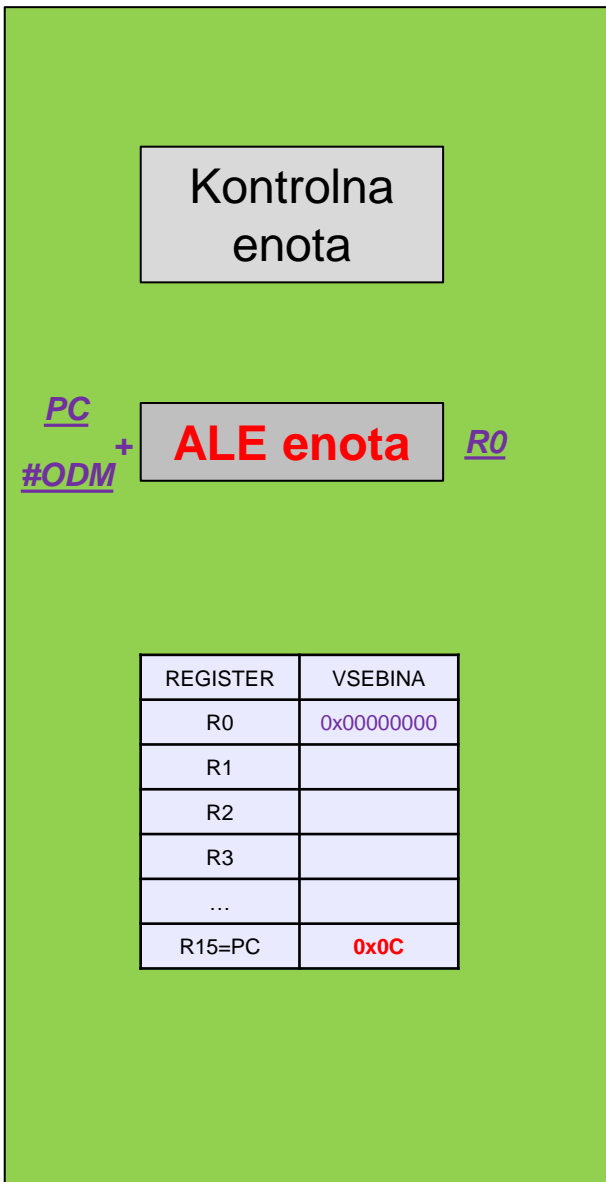 Kontrolna
enota
PC
+
#ODM
ALE enota
R0
REGISTER VSEBINA
R0 0x00000000
R1
R2
R3
…
R15=PC 0x0C